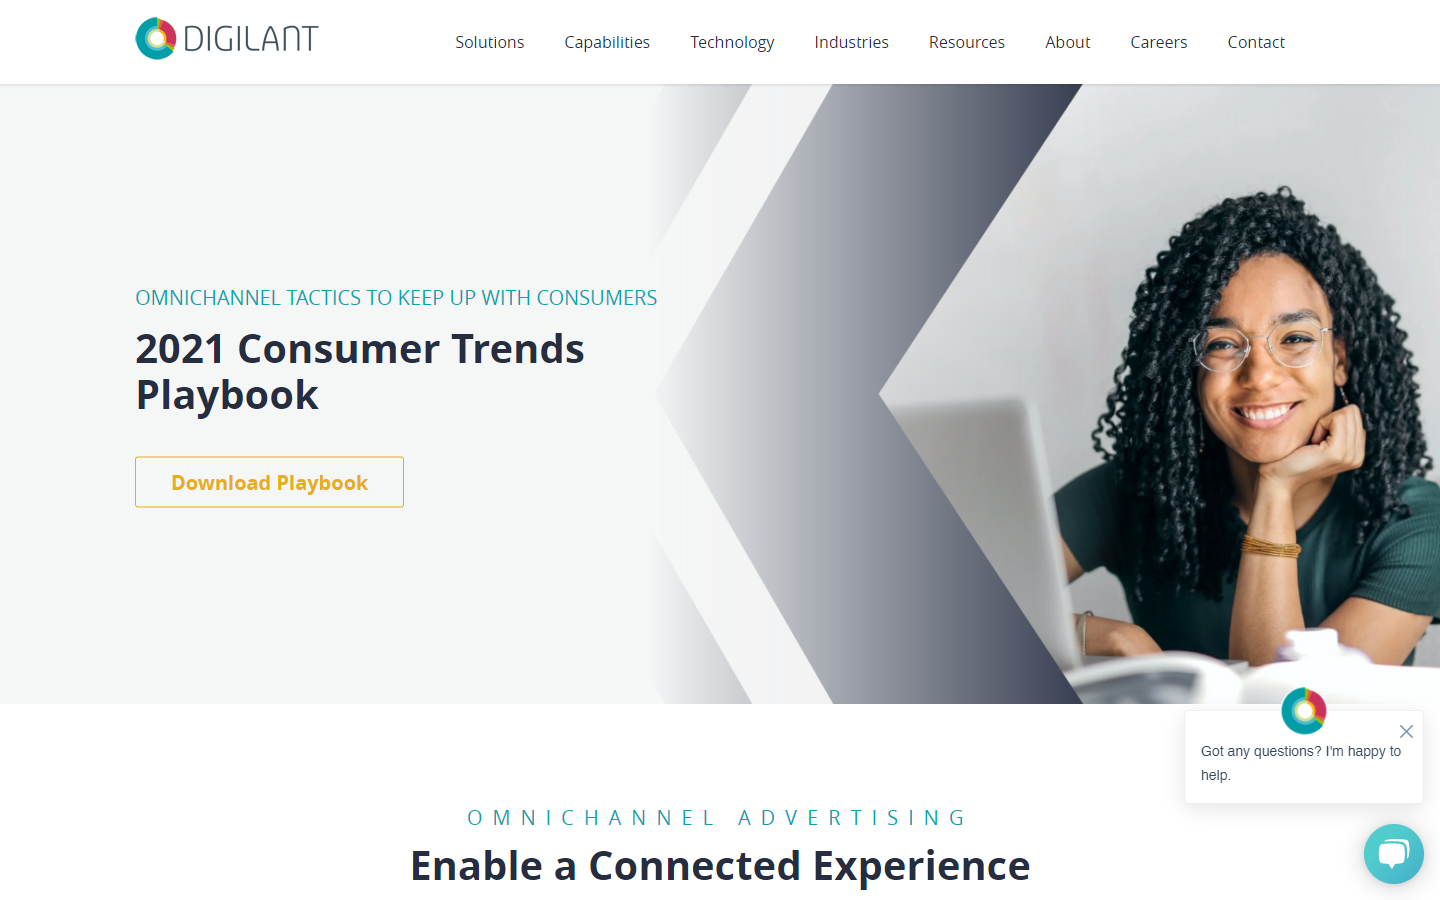 DIGILANT
Solutions
Capabilities
Technology
Industries
Resources
About
Careers
Contact
OMNICHANNEL TACTICS TO KEEP UP WITH CONSUMERS
2021 Consumer Trends
Playbook
Download Playbook
Got any questions? I'm happy to
help.
OMNICHANNEL ADVERTISING
Enable a Connected Experience